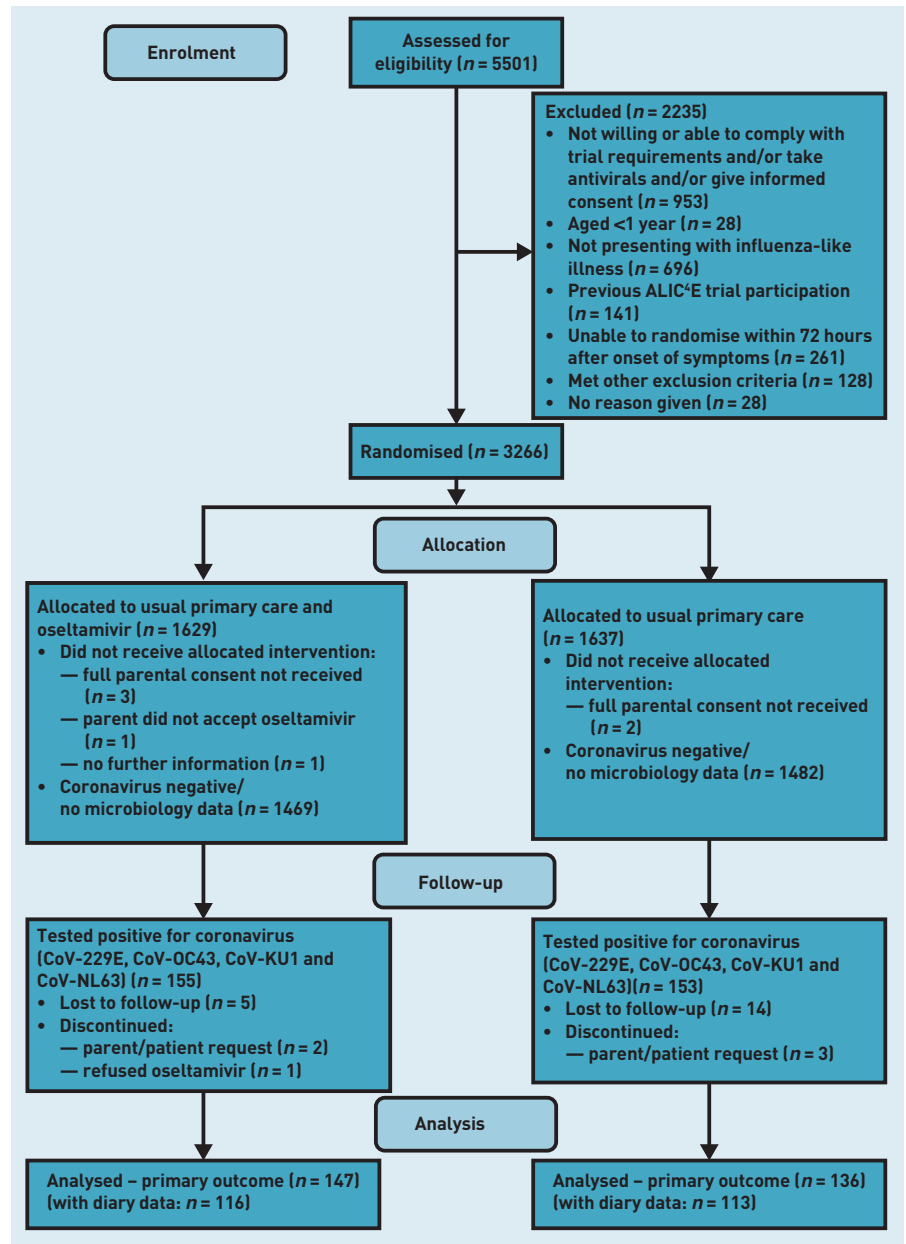 Enrolment
Assessed for
eligibility (n = 5501)
Excluded (n = 2235)
• Not willing or able to comply with
trial requirements and/or take
antivirals and/or give informed
consent (n = 953)
• Aged <1 year (n = 28)
• Not presenting with influenza-like
illness (n = 696)
• Previous ALIC⁴E trial participation
(n = 141)
• Unable to randomise within 72 hours
after onset of symptoms (n = 261)
• Met other exclusion criteria (n = 128)
• No reason given (n = 28)
Randomised (n = 3266)
Allocation
Allocated to usual primary care and
oseltamivir (n = 1629)
• Did not receive allocated intervention:
— full parental consent not received
(n = 3)
— parent did not accept oseltamivir
(n = 1)
— no further information (n = 1)
• Coronavirus negative/
no microbiology data (n = 1469)
Allocated to usual primary care
(n = 1637)
• Did not receive allocated
intervention:
— full parental consent not received
(n = 2)
• Coronavirus negative/
no microbiology data (n = 1482)
Follow-up
Tested positive for coronavirus
(CoV-229E, CoV-OC43, CoV-KU1 and
CoV-NL63) (n = 155)
• Lost to follow-up (n = 5)
• Discontinued:
— parent/patient request (n = 2)
— refused oseltamivir (n = 1)
Tested positive for coronavirus
(CoV-229E, CoV-OC43, CoV-KU1 and
CoV-NL63)(n = 153)
• Lost to follow-up (n = 14)
• Discontinued:
— parent/patient request (n = 3)
Analysis
Analysed – primary outcome (n = 147)
(with diary data: n = 116)
Analysed – primary outcome (n = 136)
(with diary data: n = 113)